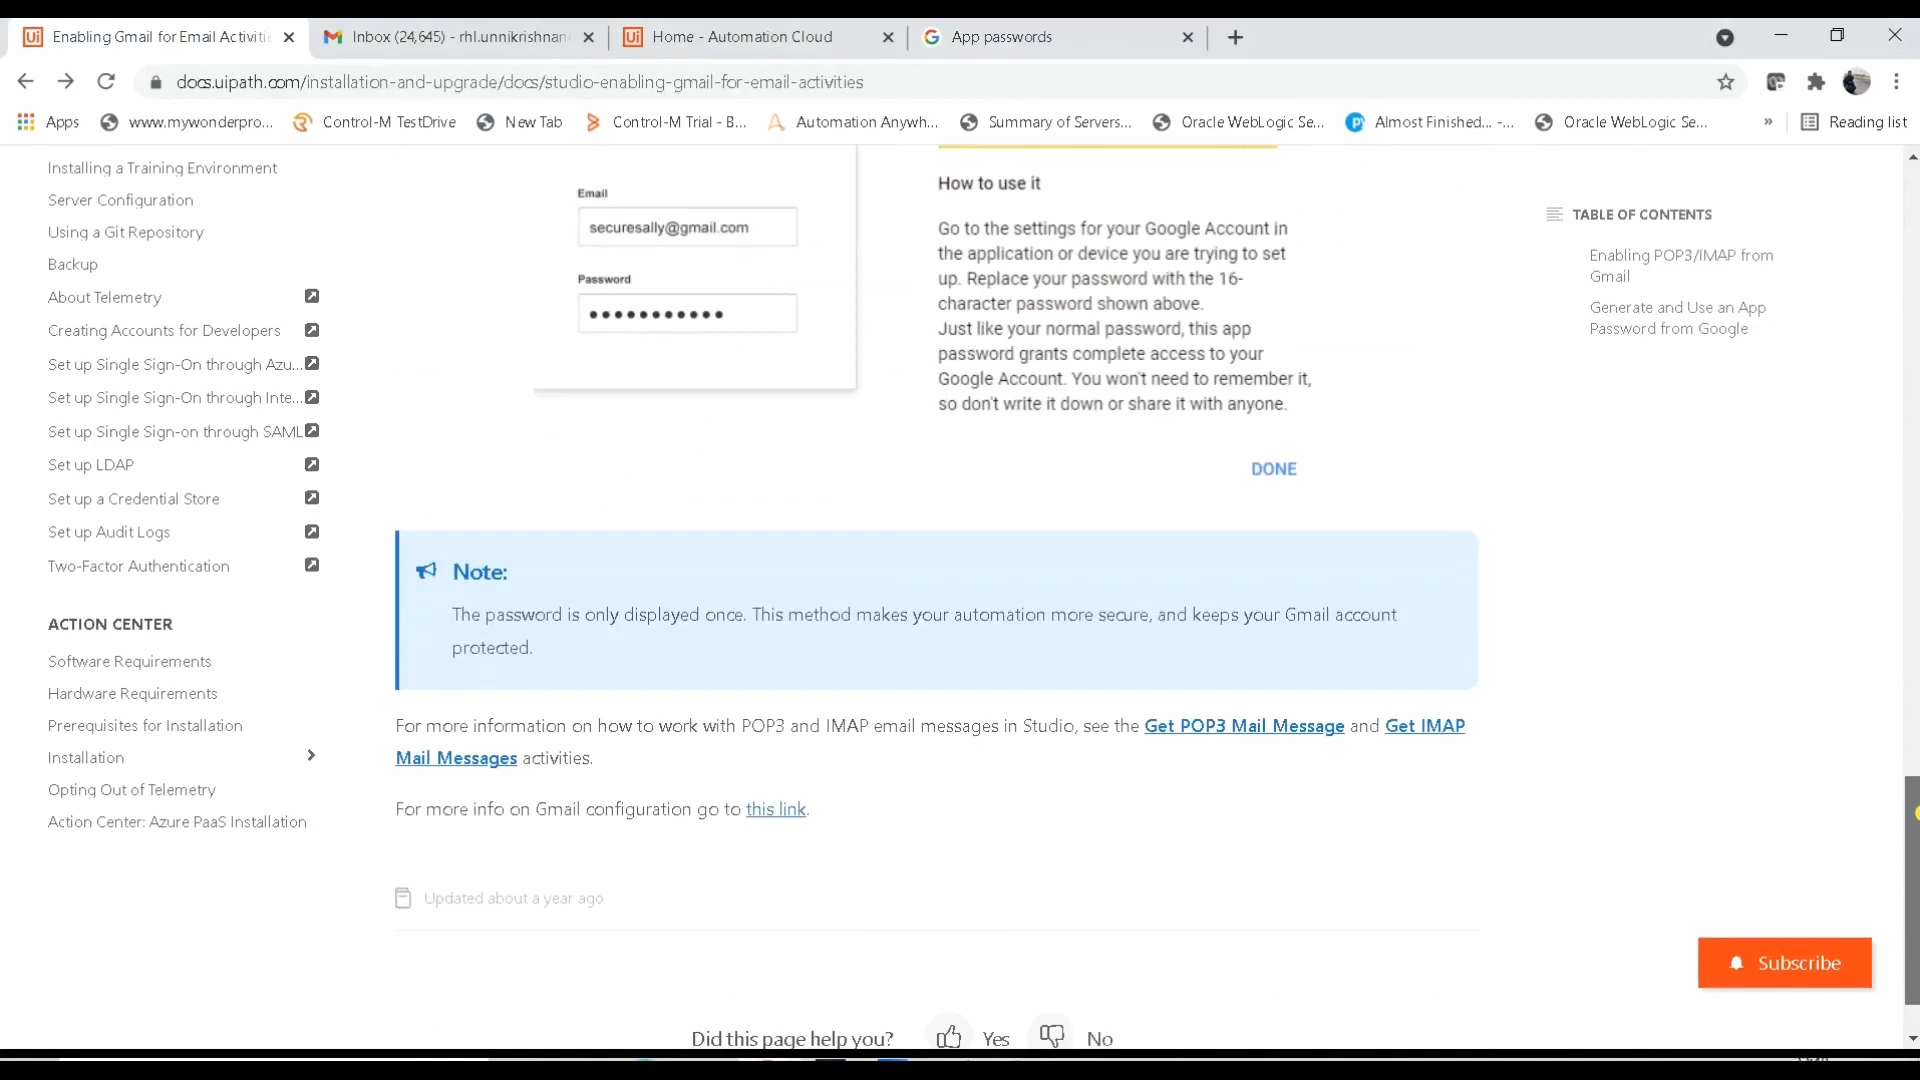 Enabling Gmail for Email Activiti
Inbox (24,645) - rhl.unnikrishnan
Home - Automation Cloud
App passwords
docs.uipath.com/installation-and-upgrade/docs/studio-enabling-gmail-for-email-activities
Apps
www.mywonderpro...
Control-M TestDrive
New Tab
Control-M Trial - B...
Automation Anywh...
Summary of Servers...
Oracle WebLogic Se...
Almost Finished... -...
Oracle WebLogic Se...
»
Reading list
Installing a Training Environment
Server Configuration
Using a Git Repository
Backup
About Telemetry
Creating Accounts for Developers
Set up Single Sign-On through Azu...
Set up Single Sign-On through Inte...
Set up Single Sign-on through SAML
Set up LDAP
Set up a Credential Store
Set up Audit Logs
Two-Factor Authentication
ACTION CENTER
Software Requirements
Hardware Requirements
Prerequisites for Installation
Installation
Opting Out of Telemetry
Action Center: Azure PaaS Installation
Email
securesally@gmail.com
Password
How to use it
Go to the settings for your Google Account in
the application or device you are trying to set
up. Replace your password with the 16-
character password shown above.
Just like your normal password, this app
password grants complete access to your
Google Account. You won't need to remember it,
so don't write it down or share it with anyone.
DONE
Note:
The password is only displayed once. This method makes your automation more secure, and keeps your Gmail account
protected.
For more information on how to work with POP3 and IMAP email messages in Studio, see the Get POP3 Mail Message and Get IMAP
Mail Messages activities.
For more info on Gmail configuration go to this link.
Updated about a year ago
Did this page help you?
Yes
No
TABLE OF CONTENTS
Enabling POP3/IMAP from
Gmail
Generate and Use an App
Password from Google
Subscribe